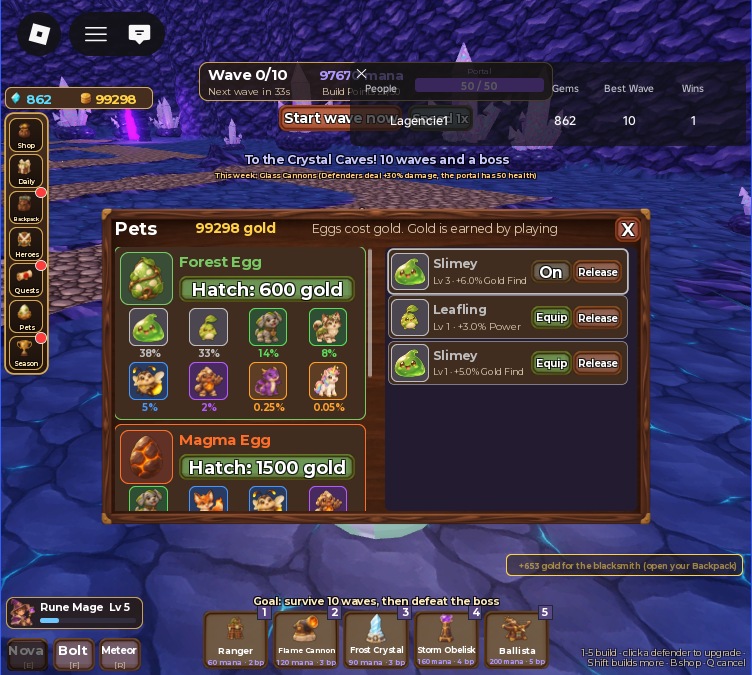 862 99298
Wave 0/10 9767 mana
Next wave in 33s Build
Portal
50 / 50
People Gems Best Wave Wins
Lagencie1 862 10 1
Start wave now Speed 1x
To the Crystal Caves! 10 waves and a boss
This week: Glass Cannons (Defenders deal +30% damage, the portal has 50 health)
Shop
Daily
Backpack
Heroes
Quests
Pets
Season
Pets 99298 gold Eggs cost gold. Gold is earned by playing X
Forest Egg
Hatch: 600 gold
38% 33% 14% 8%
5% 2% 0.25% 0.05%
Magma Egg
Hatch: 1500 gold
Slimey
Lv 3 · +6.0% Gold Find
On Release
Leafling
Lv 1 · +3.0% Power
Equip Release
Slimey
Lv 1 · +5.0% Gold Find
Equip Release
+653 gold for the blacksmith (open your Backpack)
Goal: survive 10 waves, then defeat the boss
Rune Mage Lv 5
Nova [E]
Bolt [F]
Meteor [R]
1 Ranger 60 mana · 2 bp
2 Flame Cannon 120 mana · 3 bp
3 Frost Crystal 90 mana · 3 bp
4 Storm Obelisk 160 mana · 4 bp
5 Ballista 200 mana · 5 bp
1-5 build · click a defender to upgrade ·
Shift builds more · B shop · Q cancel